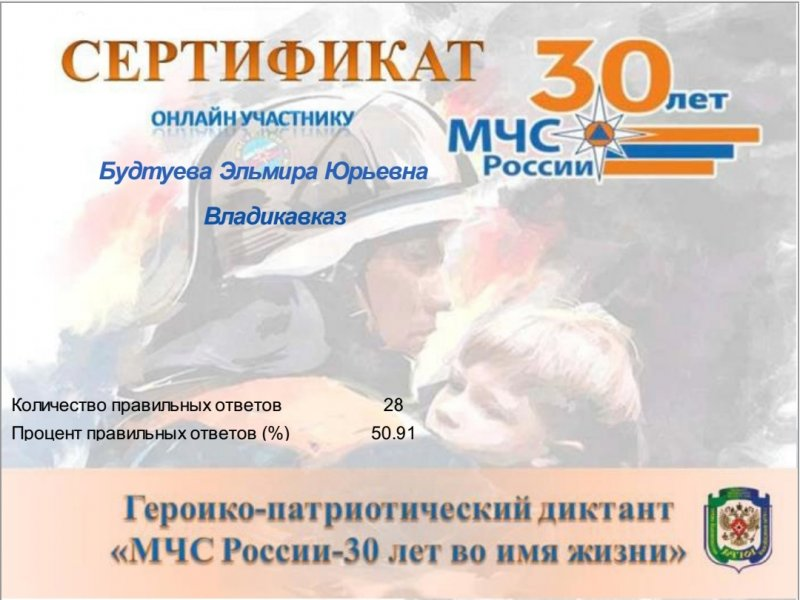 СЕРТИФИКАТ
ОНЛАЙН УЧАСТНИКУ
Будтуева Эльмира Юрьевна
Владикавказ
30 лет
МЧС
России
Количество правильных ответов 28
Процент правильных ответов (%) 50.91
Героико-патриотический диктант
«МЧС России-30 лет во имя жизни»